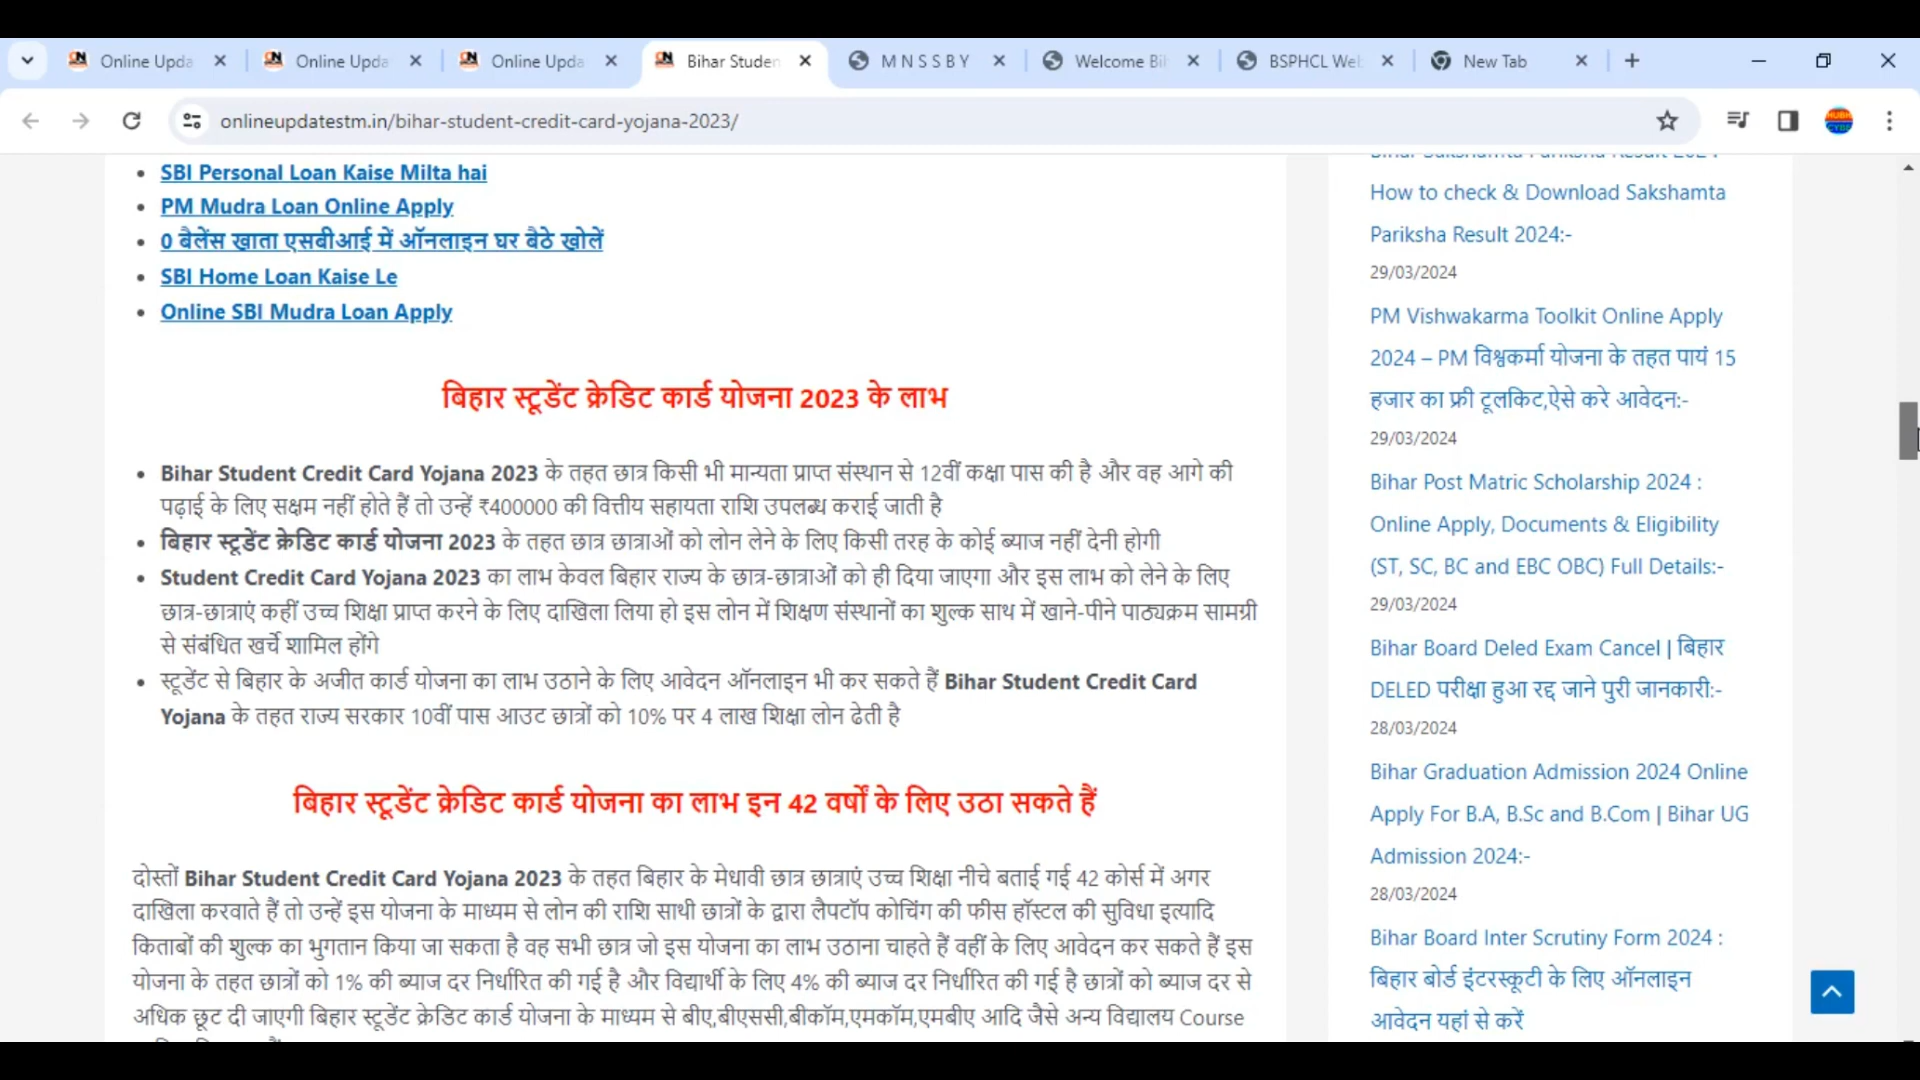 Online Upda
Online Upda
Online Upda
Bihar Studen
M N S S B Y
Welcome Bi
BSPHCL Wel
New Tab
onlineupdatestm.in/bihar-student-credit-card-yojana-2023/
SBI Personal Loan Kaise Milta hai
PM Mudra Loan Online Apply
0 बैलेंस खाता एसबीआई में ऑनलाइन घर बैठे खोलें
SBI Home Loan Kaise Le
Online SBI Mudra Loan Apply
बिहार स्टूडेंट क्रेडिट कार्ड योजना 2023 के लाभ
Bihar Student Credit Card Yojana 2023 के तहत छात्र किसी भी मान्यता प्राप्त संस्थान से 12वीं कक्षा पास की है और वह आगे की
पढ़ाई के लिए सक्षम नहीं होते हैं तो उन्हें ₹400000 की वित्तीय सहायता राशि उपलब्ध कराई जाती है
बिहार स्टूडेंट क्रेडिट कार्ड योजना 2023 के तहत छात्र छात्राओं को लोन लेने के लिए किसी तरह के कोई ब्याज नहीं देनी होगी
Student Credit Card Yojana 2023 का लाभ केवल बिहार राज्य के छात्र-छात्राओं को ही दिया जाएगा और इस लाभ को लेने के लिए
छात्र-छात्राएं कहीं उच्च शिक्षा प्राप्त करने के लिए दाखिला लिया हो इस लोन में शिक्षण संस्थानों का शुल्क साथ में खाने-पीने पाठ्यक्रम सामग्री
से संबंधित खर्चे शामिल होंगे
स्टूडेंट से बिहार के अजीत कार्ड योजना का लाभ उठाने के लिए आवेदन ऑनलाइन भी कर सकते हैं Bihar Student Credit Card
Yojana के तहत राज्य सरकार 10वीं पास आउट छात्रों को 10% पर 4 लाख शिक्षा लोन ढेती है
बिहार स्टूडेंट क्रेडिट कार्ड योजना का लाभ इन 42 वर्षों के लिए उठा सकते हैं
दोस्तों Bihar Student Credit Card Yojana 2023 के तहत बिहार के मेधावी छात्र छात्राएं उच्च शिक्षा नीचे बताई गई 42 कोर्स में अगर
दाखिला करवाते हैं तो उन्हें इस योजना के माध्यम से लोन की राशि साथी छात्रों के द्वारा लैपटॉप कोचिंग की फीस हॉस्टल की सुविधा इत्यादि
किताबों की शुल्क का भुगतान किया जा सकता है वह सभी छात्र जो इस योजना का लाभ उठाना चाहते हैं वहीं के लिए आवेदन कर सकते हैं इस
योजना के तहत छात्रों को 1% की ब्याज दर निर्धारित की गई है और विद्यार्थी के लिए 4% की ब्याज दर निर्धारित की गई है छात्रों को ब्याज दर से
अधिक छूट दी जाएगी बिहार स्टूडेंट क्रेडिट कार्ड योजना के माध्यम से बीए,बीएससी,बीकॉम,एमकॉम,एमबीए आदि जैसे अन्य विद्यालय Course
Bihar Sakshamta Pariksha Result 2024
How to check & Download Sakshamta
Pariksha Result 2024:-
29/03/2024
PM Vishwakarma Toolkit Online Apply
2024 – PM विश्वकर्मा योजना के तहत पायं 15
हजार का फ्री टूलकिट,ऐसे करे आवेदन:-
29/03/2024
Bihar Post Matric Scholarship 2024 :
Online Apply, Documents & Eligibility
(ST, SC, BC and EBC OBC) Full Details:-
29/03/2024
Bihar Board Deled Exam Cancel | बिहार
DELED परीक्षा हुआ रद्द जाने पुरी जानकारी:-
28/03/2024
Bihar Graduation Admission 2024 Online
Apply For B.A, B.Sc and B.Com | Bihar UG
Admission 2024:-
28/03/2024
Bihar Board Inter Scrutiny Form 2024 :
बिहार बोर्ड इंटरस्क्रूटी के लिए ऑनलाइन
आवेदन यहां से करें